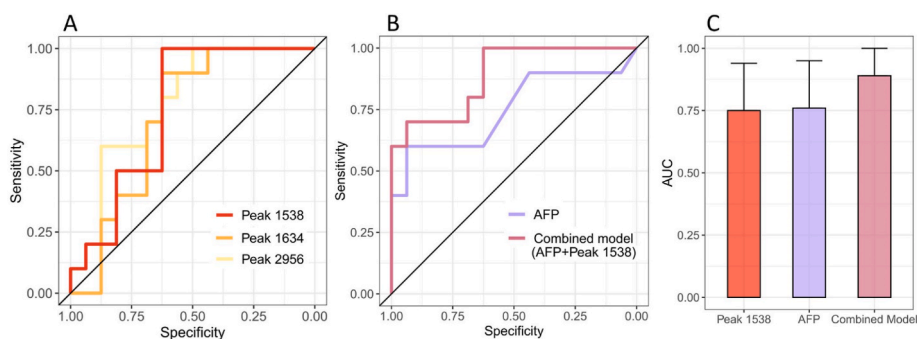 A
1.00
0.75
0.50
0.25
0.00
Sensitivity
Peak 1538
Peak 1634
Peak 2956
1.00 0.75 0.50 0.25 0.00
Specificity
B
1.00
0.75
0.50
0.25
0.00
Sensitivity
AFP
Combined model
(AFP+Peak 1538)
1.00 0.75 0.50 0.25 0.00
Specificity
C
1.00
0.75
0.50
0.25
0.00
AUC
Peak 1538 AFP Combined Model